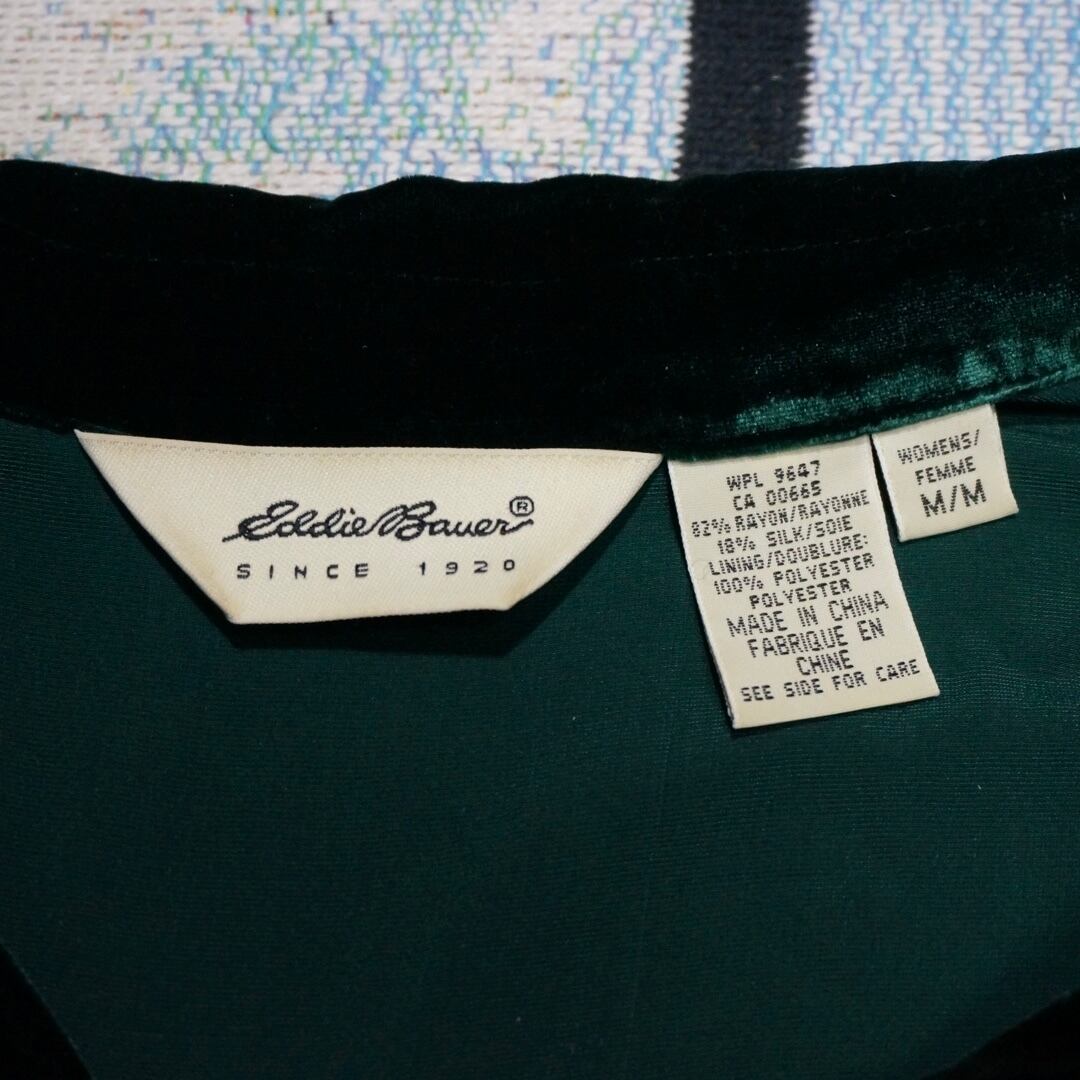 Eddie Bauer®
SINCE 1920
WPL 9647
CA 00665
82% RAYON/RAYONNE
18% SILK/SOIE
LINING/DOUBLURE:
100% POLYESTER
POLYESTER
MADE IN CHINA
FABRIQUE EN
CHINE
SEE SIDE FOR CARE
WOMENS/
FEMME
M/M